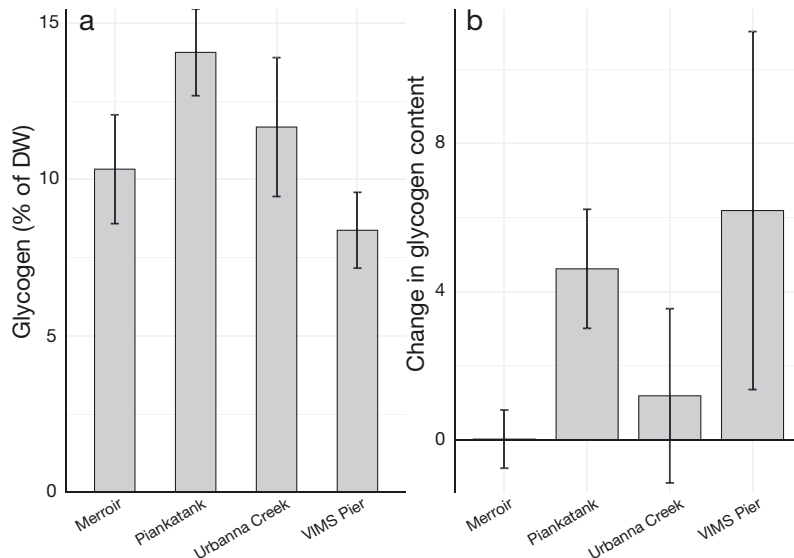 a
Glycogen (% of DW)
15
10
5
0
Merroir
Piankatank
Urbanna Creek
VIMS Pier
b
Change in glycogen content
8
4
0
Merroir
Piankatank
Urbanna Creek
VIMS Pier